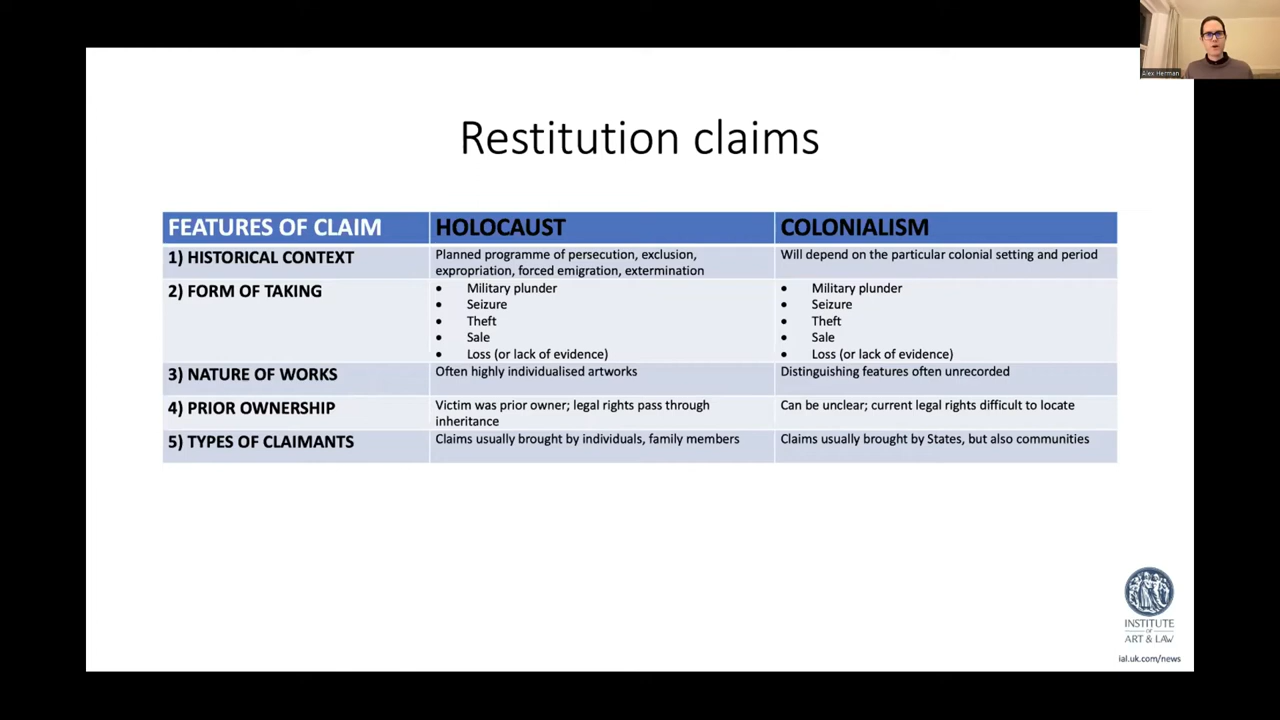 Alex Herman
Restitution claims
FEATURES OF CLAIM
HOLOCAUST
COLONIALISM
1) HISTORICAL CONTEXT
Planned programme of persecution, exclusion,
expropriation, forced emigration, extermination
Will depend on the particular colonial setting and period
2) FORM OF TAKING
• Military plunder
• Seizure
• Theft
• Sale
• Loss (or lack of evidence)
• Military plunder
• Seizure
• Theft
• Sale
• Loss (or lack of evidence)
3) NATURE OF WORKS
Often highly individualised artworks
Distinguishing features often unrecorded
4) PRIOR OWNERSHIP
Victim was prior owner; legal rights pass through
inheritance
Can be unclear; current legal rights difficult to locate
5) TYPES OF CLAIMANTS
Claims usually brought by individuals, family members
Claims usually brought by States, but also communities
INSTITUTE
OF
ART & LAW
ial.uk.com/news